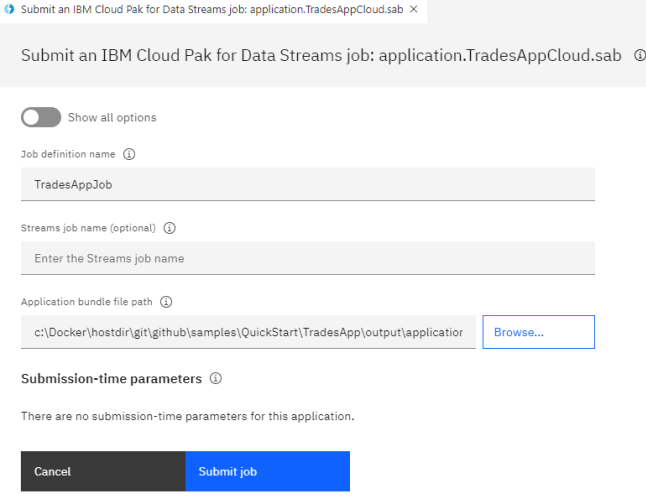 Submit an IBM Cloud Pak for Data Streams job: application.TradesAppCloud.sab ×
Submit an IBM Cloud Pak for Data Streams job: application.TradesAppCloud.sab
Show all options
Job definition name
TradesAppJob
Streams job name (optional)
Enter the Streams job name
Application bundle file path
c:\Docker\hostdir\git\github\samples\QuickStart\TradesApp\output\application Browse...
Submission-time parameters
There are no submission-time parameters for this application.
Cancel Submit job